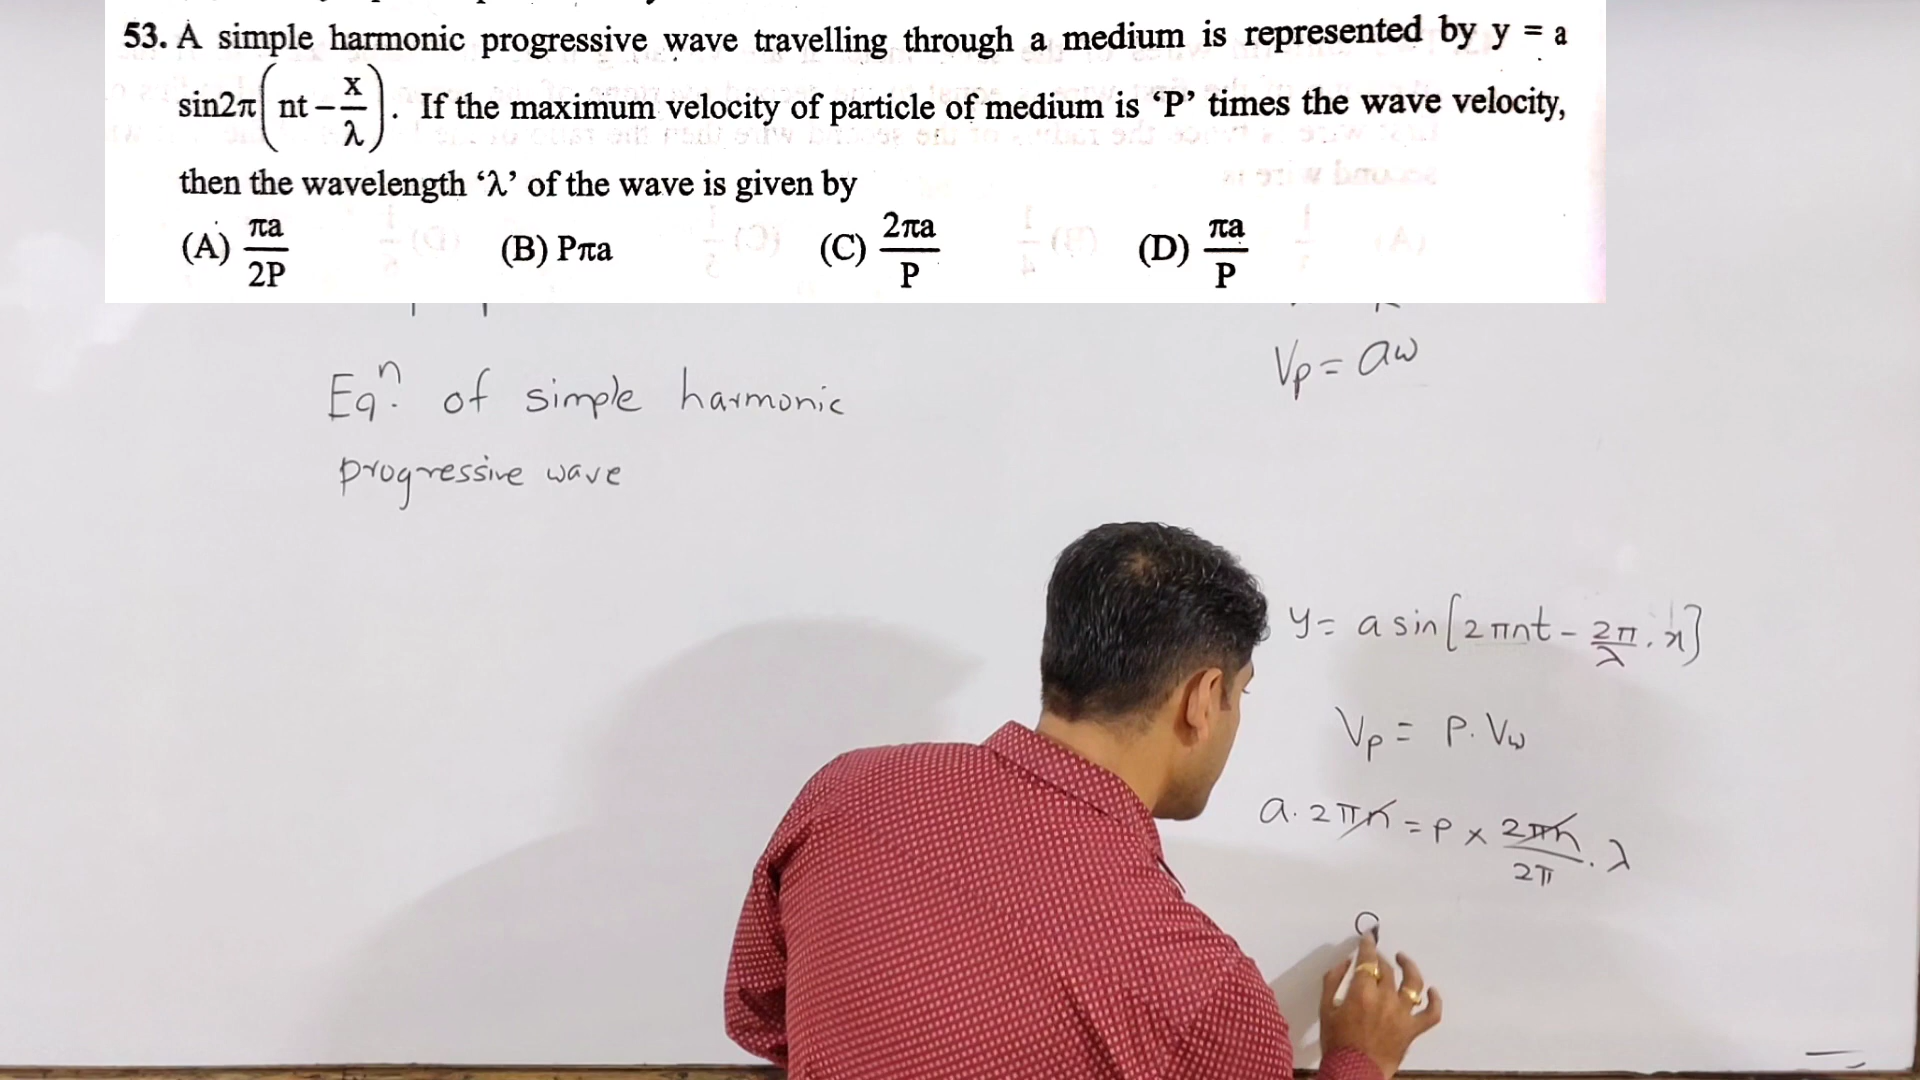 53. A simple harmonic progressive wave travelling through a medium is represented by y = a
sin2π(nt − x/λ). If the maximum velocity of particle of medium is ‘P’ times the wave velocity,
then the wavelength ‘λ’ of the wave is given by
(A) πa/2P (B) Pπa (C) 2πa/P (D) πa/P
Vp = aω
Eqn. of simple harmonic
progressive wave
y = a sin[2πnt - 2π/λ . x]
Vp = P. Vw
a. 2πn = P × 2πn/2π . λ
a